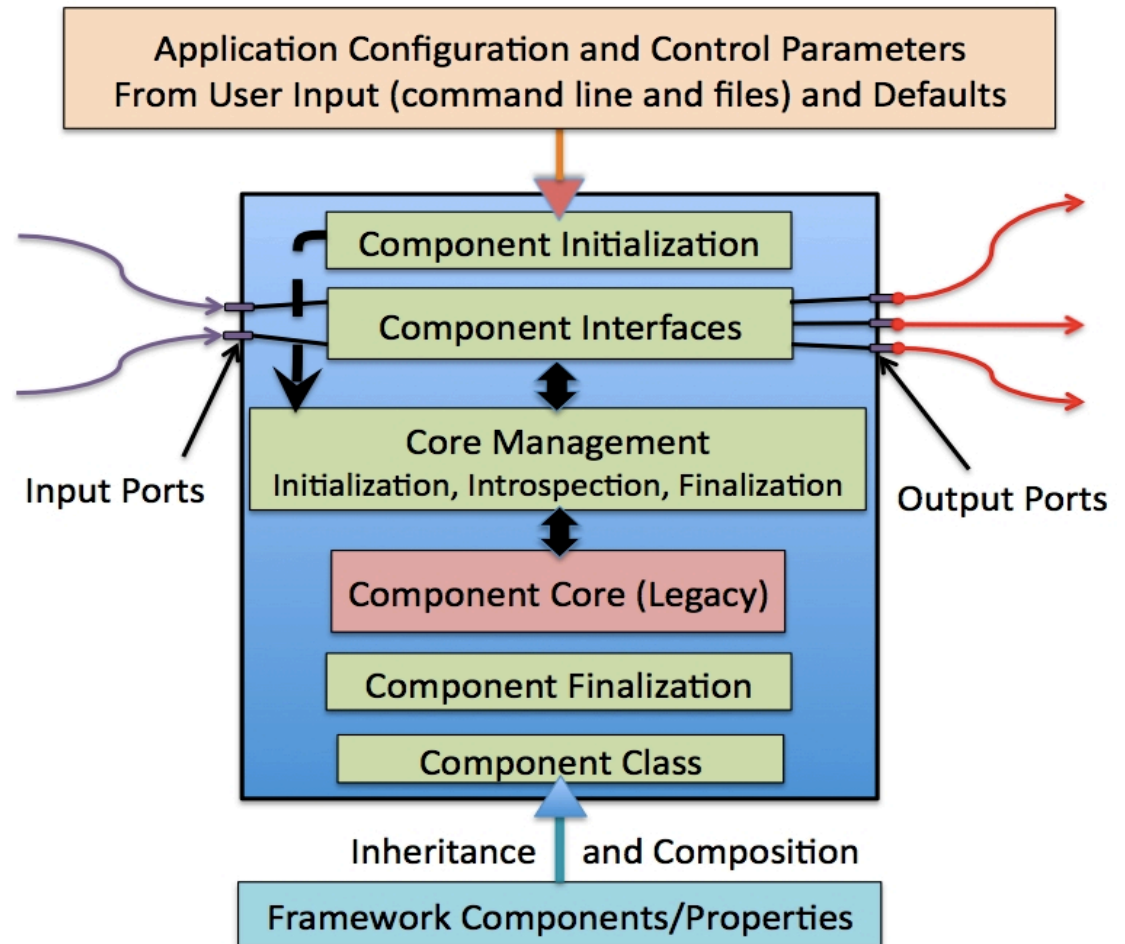 Application Configuration and Control Parameters
From User Input (command line and files) and Defaults
Component Initialization
Component Interfaces
Core Management
Initialization, Introspection, Finalization
Input Ports
Output Ports
Component Core (Legacy)
Component Finalization
Component Class
Inheritance and Composition
Framework Components/Properties